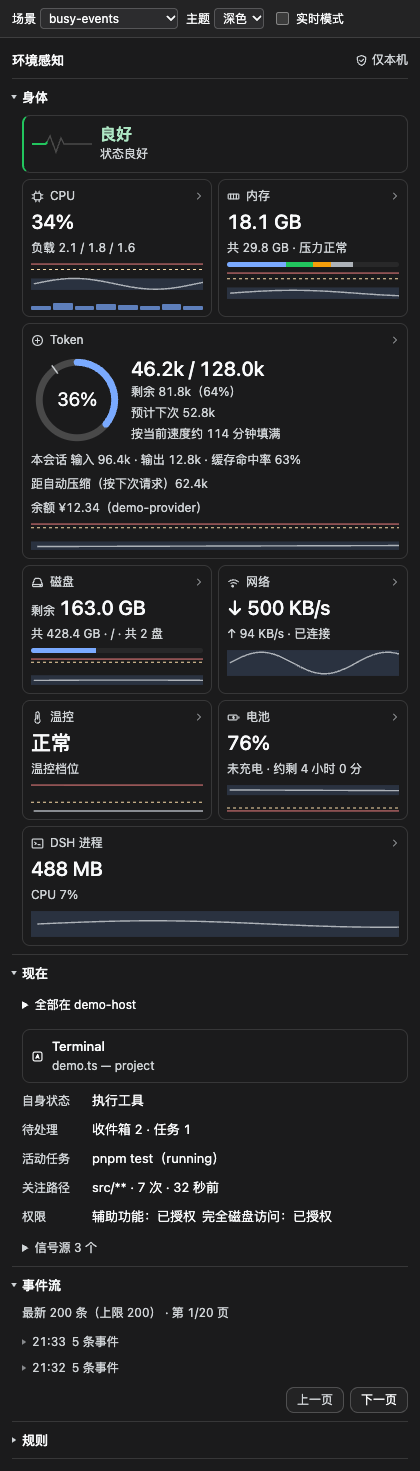 场景 busy-events 主题 深色 实时模式
环境感知 仅本机
身体
良好
状态良好
CPU
34%
负载 2.1 / 1.8 / 1.6
内存
18.1 GB
共 29.8 GB · 压力正常
Token
36%
46.2k / 128.0k
剩余 81.8k（64%）
预计下次 52.8k
按当前速度约 114 分钟填满
本会话 输入 96.4k · 输出 12.8k · 缓存命中率 63%
距自动压缩（按下次请求）62.4k
余额 ¥12.34（demo-provider）
磁盘
剩余 163.0 GB
共 428.4 GB · / · 共 2 盘
网络
↓ 500 KB/s
↑ 94 KB/s · 已连接
温控
正常
温控档位
电池
76%
未充电 · 约剩 4 小时 0 分
DSH 进程
488 MB
CPU 7%
现在
全部在 demo-host
Terminal
demo.ts — project
自身状态 执行工具
待处理 收件箱 2 · 任务 1
活动任务 pnpm test（running）
关注路径 src/** · 7 次 · 32 秒前
权限 辅助功能：已授权 完全磁盘访问：已授权
信号源 3 个
事件流
最新 200 条（上限 200） · 第 1/20 页
21:33 5 条事件
21:32 5 条事件
上一页 下一页
规则